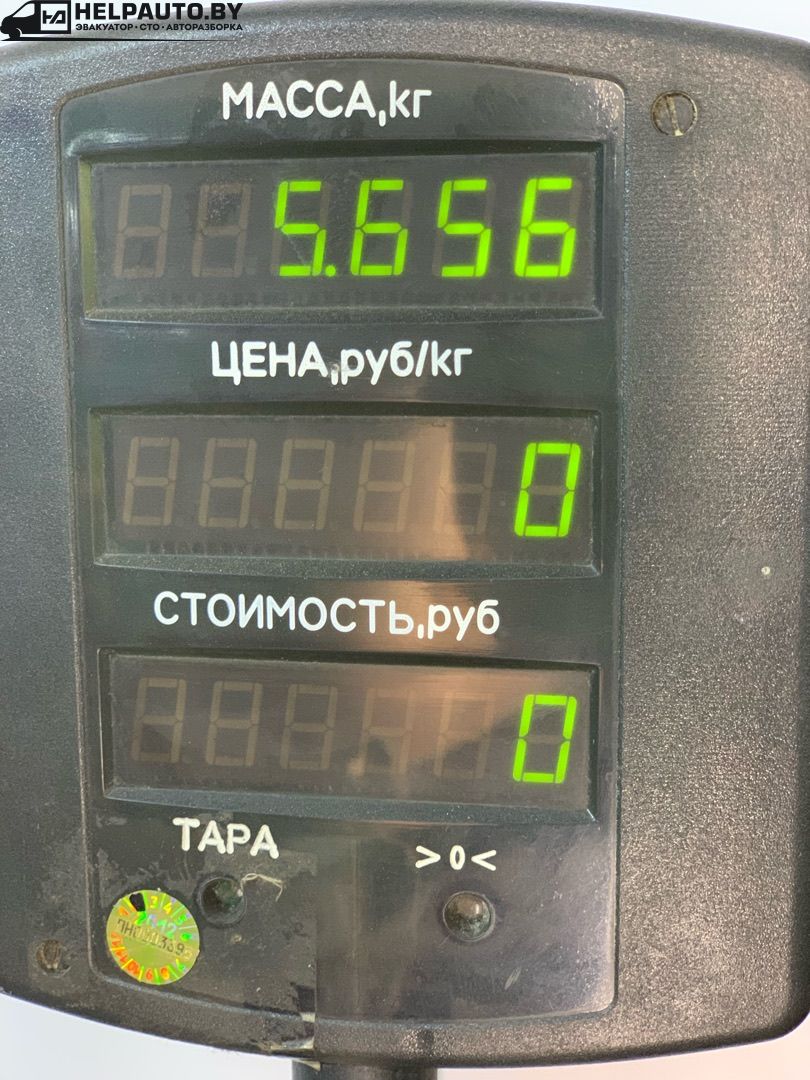 HELPAUTO.BY
ЭВАКУАТОР · СТО · АВТОРАЗБОРКА
МАССА,кг
5.656
ЦЕНА,руб/кг
0
СТОИМОСТЬ,руб
0
ТАРА
>0<